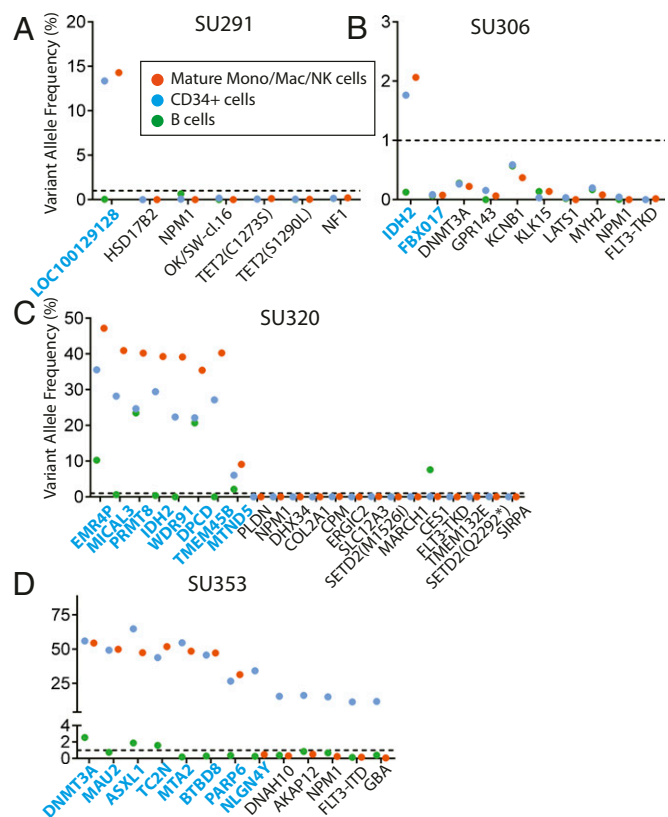 A
SU291
Variant Allele Frequency (%)
20
15
10
5
0
Mature Mono/Mac/NK cells
CD34+ cells
B cells
LOC100129128
HSD17B2
NPM1
OK/SW-cl.16
TET2(C1273S)
TET2(S1290L)
NF1
B
SU306
3
2
1
0
IDH2
FBX017
DNMT3A
GPR143
KCNB1
KLK15
LATS1
MYH2
NPM1
FLT3-TKD
C
SU320
Variant Allele Frequency (%)
50
40
30
20
10
0
EMR4P
MICAL3
PRMT8
IDH2
WDR91
DPCD
TMEM45B
MTND5
PLDN
NPM1
DHX34
COL2A1
CPM
ERGIC2
SLC12A3
SETD2(M1526I)
MARCH1
CES1
FLT3-TKD
TMEM132E
SETD2(Q2292*)
SIRPA
D
SU353
75
50
25
4
2
0
DNMT3A
MAU2
ASXL1
TC2N
MTA2
BTBD8
PARP6
NLGN4Y
DNAH10
AKAP12
NPM1
FLT3-ITD
GBA